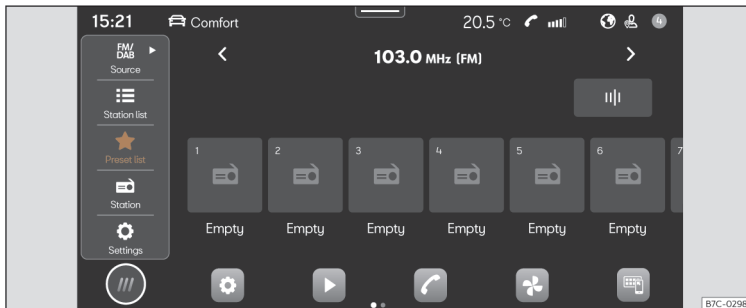 15:21 Comfort 20.5 °C 4
FM/
DAB
Source
Station list
Preset list
Station
Settings
103.0 MHz (FM)
1 2 3 4 5 6 7
Empty Empty Empty Empty Empty Empty
B7C-0298